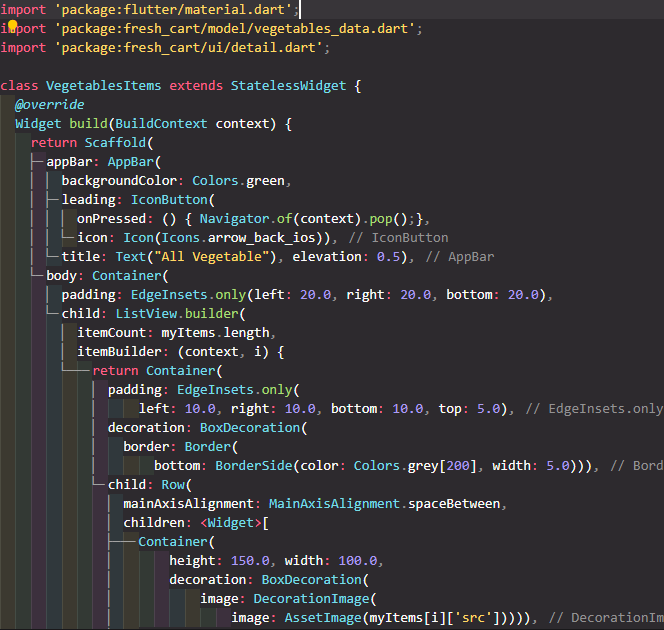 import 'package:flutter/material.dart';
import 'package:fresh_cart/model/vegetables_data.dart';
import 'package:fresh_cart/ui/detail.dart';
class VegetablesItems extends StatelessWidget {
@override
Widget build(BuildContext context) {
return Scaffold(
appBar: AppBar(
backgroundColor: Colors.green,
leading: IconButton(
onPressed: () { Navigator.of(context).pop();},
icon: Icon(Icons.arrow_back_ios)), // IconButton
title: Text("All Vegetable"), elevation: 0.5), // AppBar
body: Container(
padding: EdgeInsets.only(left: 20.0, right: 20.0, bottom: 20.0),
child: ListView.builder(
itemCount: myItems.length,
itemBuilder: (context, i) {
return Container(
padding: EdgeInsets.only(
left: 10.0, right: 10.0, bottom: 10.0, top: 5.0), // EdgeInsets.only
decoration: BoxDecoration(
border: Border(
bottom: BorderSide(color: Colors.grey[200], width: 5.0))), // Bord
child: Row(
mainAxisAlignment: MainAxisAlignment.spaceBetween,
children: <Widget>[
Container(
height: 150.0, width: 100.0,
decoration: BoxDecoration(
image: DecorationImage(
image: AssetImage(myItems[i]['src'])))), // DecorationIm